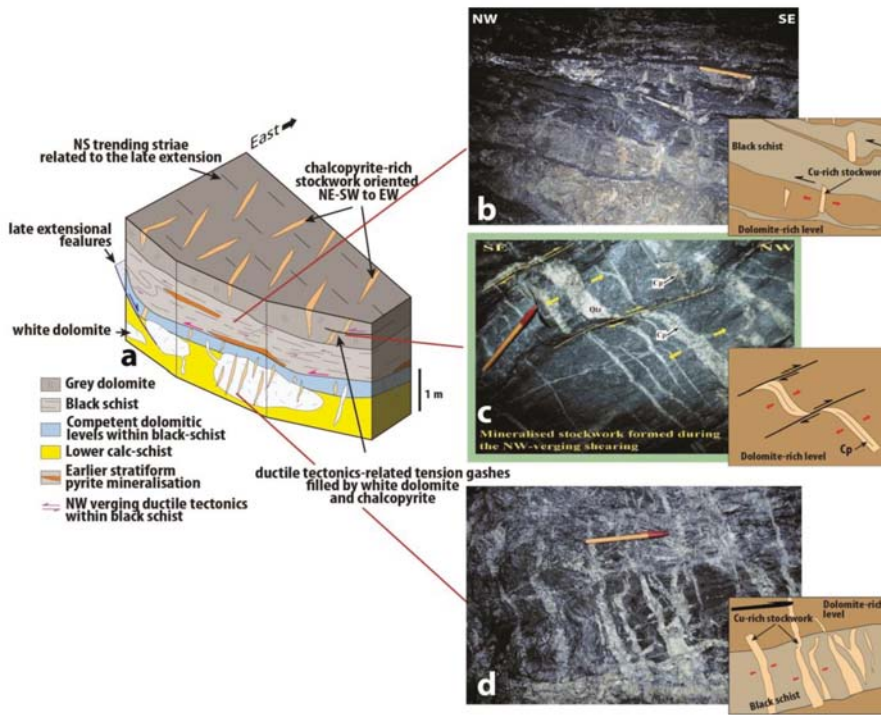 NS trending striae
related to the late extension
East
chalcopyrite-rich
stockwork oriented
NE-SW to EW
late extensional
fealures
white dolomite
a
1 m
Grey dolomite
Black schist
Competent dolomitic
levels within black-schist
Lower calc-schist
Earlier stratiform
pyrite mineralisation
NW verging ductile tectonics
within black schist
ductile tectonics-related tension gashes
filled by white dolomite
and chalcopyrite
NW
SE
b
Black schist
Cu-rich stockwork
Dolomite-rich level
SE
NW
Cp
Qtz
Cp
c
Mineralised stockwork formed during
the NW-verging shearing
Dolomite-rich level
Cp
d
Dolomite-rich
level
Cu-rich stockwork
Black schist